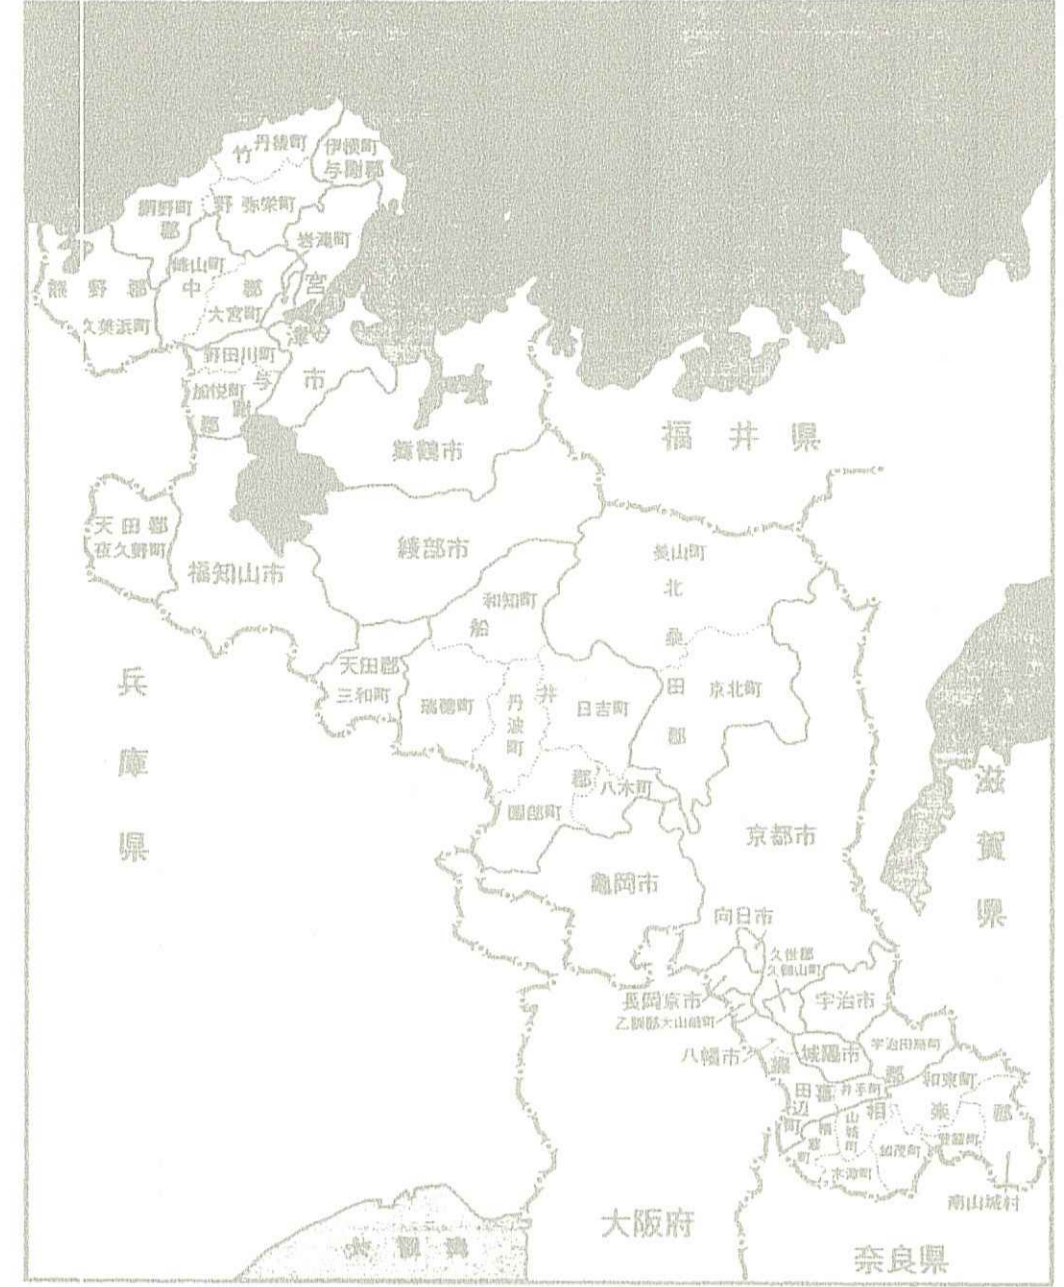 丹後町
伊根町
竹
与謝郡
網野町
野 弥栄町
郡
岩滝町
峰山町
熊 野 郡
中 郡
宮
久美浜町
大宮町
津
野田川町
与
市
加悦町
謝
郡
舞鶴市
福 井 県
天 田 郡
夜久野町
福知山市
綾部市
美山町
北
和知町
船
桑
兵
庫
県
天田郡
三和町
瑞穂町
丹
波
町
井
日吉町
田
京北町
郡
郡
八木町
園部町
滋
賀
県
京都市
亀岡市
向日市
久世郡
久御山町
長岡京市
乙訓郡大山崎町
宇治市
八幡市
城陽市
宇治田原町
綴
郡
和束町
田
辺
町
喜
井手町
相
楽
郡
山
城
町
精
華
町
加茂町
笠置町
木津町
南山城村
大阪府
奈良県